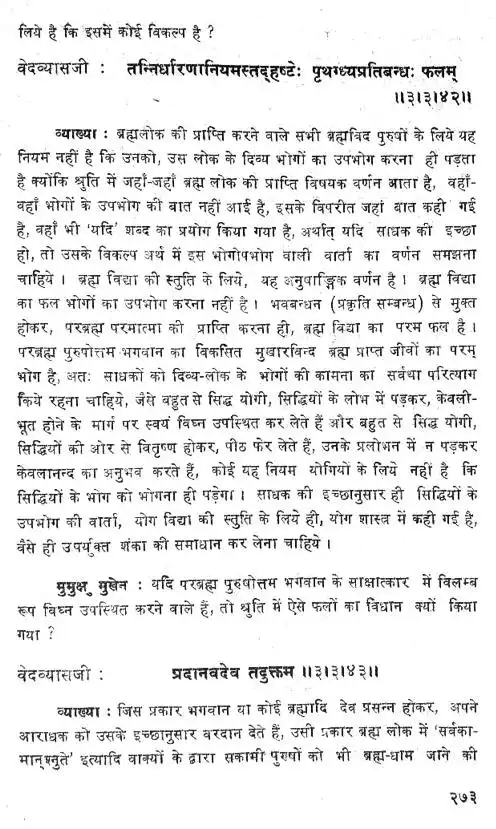 लिये है कि इसमें कोई विकल्प है ?
वेदव्यासजी : तन्निर्धारणानियमस्तद्दृष्टेः पृथग्ध्यप्रतिबन्धः फलम्
॥३।३।४२॥
व्याख्या : ब्रह्मलोक की प्राप्ति करने वाले सभी ब्रह्मविद पुरुषों के लिये यह
नियम नहीं है कि उनको, उस लोक के दिव्य भोगों का उपभोग करना ही पड़ता
है क्योंकि श्रुति में जहाँ-जहाँ ब्रह्म लोक की प्राप्ति विषयक वर्णन आता है, वहाँ-
वहाँ भोगों के उपभोग की बात नहीं आई है, इसके विपरीत जहां बात कही गई
है, वहाँ भी 'यदि' शब्द का प्रयोग किया गया है, अर्थात् यदि साधक की इच्छा
हो, तो उसके विकल्प अर्थ में इस भोगोपभोग वाली वार्ता का वर्णन समझना
चाहिये । ब्रह्म विद्या की स्तुति के लिये, यह अनुषाङ्गिक वर्णन है । ब्रह्म विद्या
का फल भोगों का उपभोग करना नहीं है । भवबन्धन (प्रकृति सम्बन्ध) से मुक्त
होकर, परब्रह्म परमात्मा की प्राप्ति करना ही, ब्रह्म विद्या का परम फल है ।
परब्रह्म पुरुषोत्तम भगवान का विकसित मुखारविन्द ब्रह्म प्राप्त जीवों का परम्
भोग है, अतः साधकों को दिव्य-लोक के भोगों की कामना का सर्वथा परित्याग
किये रहना चाहिये, जैसे बहुत से सिद्ध योगी, सिद्धियों के लोभ में पड़कर, केवली-
भूत होने के मार्ग पर स्वयं विघ्न उपस्थित कर लेते हैं और बहुत से सिद्ध योगी,
सिद्धियों की ओर से वितृष्ण होकर, पीठ फेर लेते हैं, उनके प्रलोभन में न पड़कर
केवलानन्द का अनुभव करते हैं, कोई यह नियम योगियों के लिये नहीं है कि
सिद्धियों के भोग को भोगना ही पड़ेगा । साधक की इच्छानुसार ही सिद्धियों के
उपभोग की वार्ता, योग विद्या की स्तुति के लिये ही, योग शास्त्र में कही गई है,
वैसे ही उपर्युक्त शंका की समाधान कर लेना चाहिये ।
मुमुक्षु मुखेन : यदि परब्रह्म पुरुषोत्तम भगवान के साक्षात्कार में विलम्ब
रूप विघ्न उपस्थित करने वाले हैं, तो श्रुति में ऐसे फलों का विधान क्यों किया
गया ?
वेदव्यासजी : प्रदानवदेव तदुक्तम ॥३।३।४३॥
व्याख्या : जिस प्रकार भगवान या कोई ब्रह्मादि देव प्रसन्न होकर, अपने
आराधक को उसके इच्छानुसार वरदान देते हैं, उसी प्रकार ब्रह्म लोक में 'सर्वका-
मान्श्नुते' इत्यादि वाक्यों के द्वारा सकामी पुरुषों को भी ब्रह्म-धाम जाने की
२७३